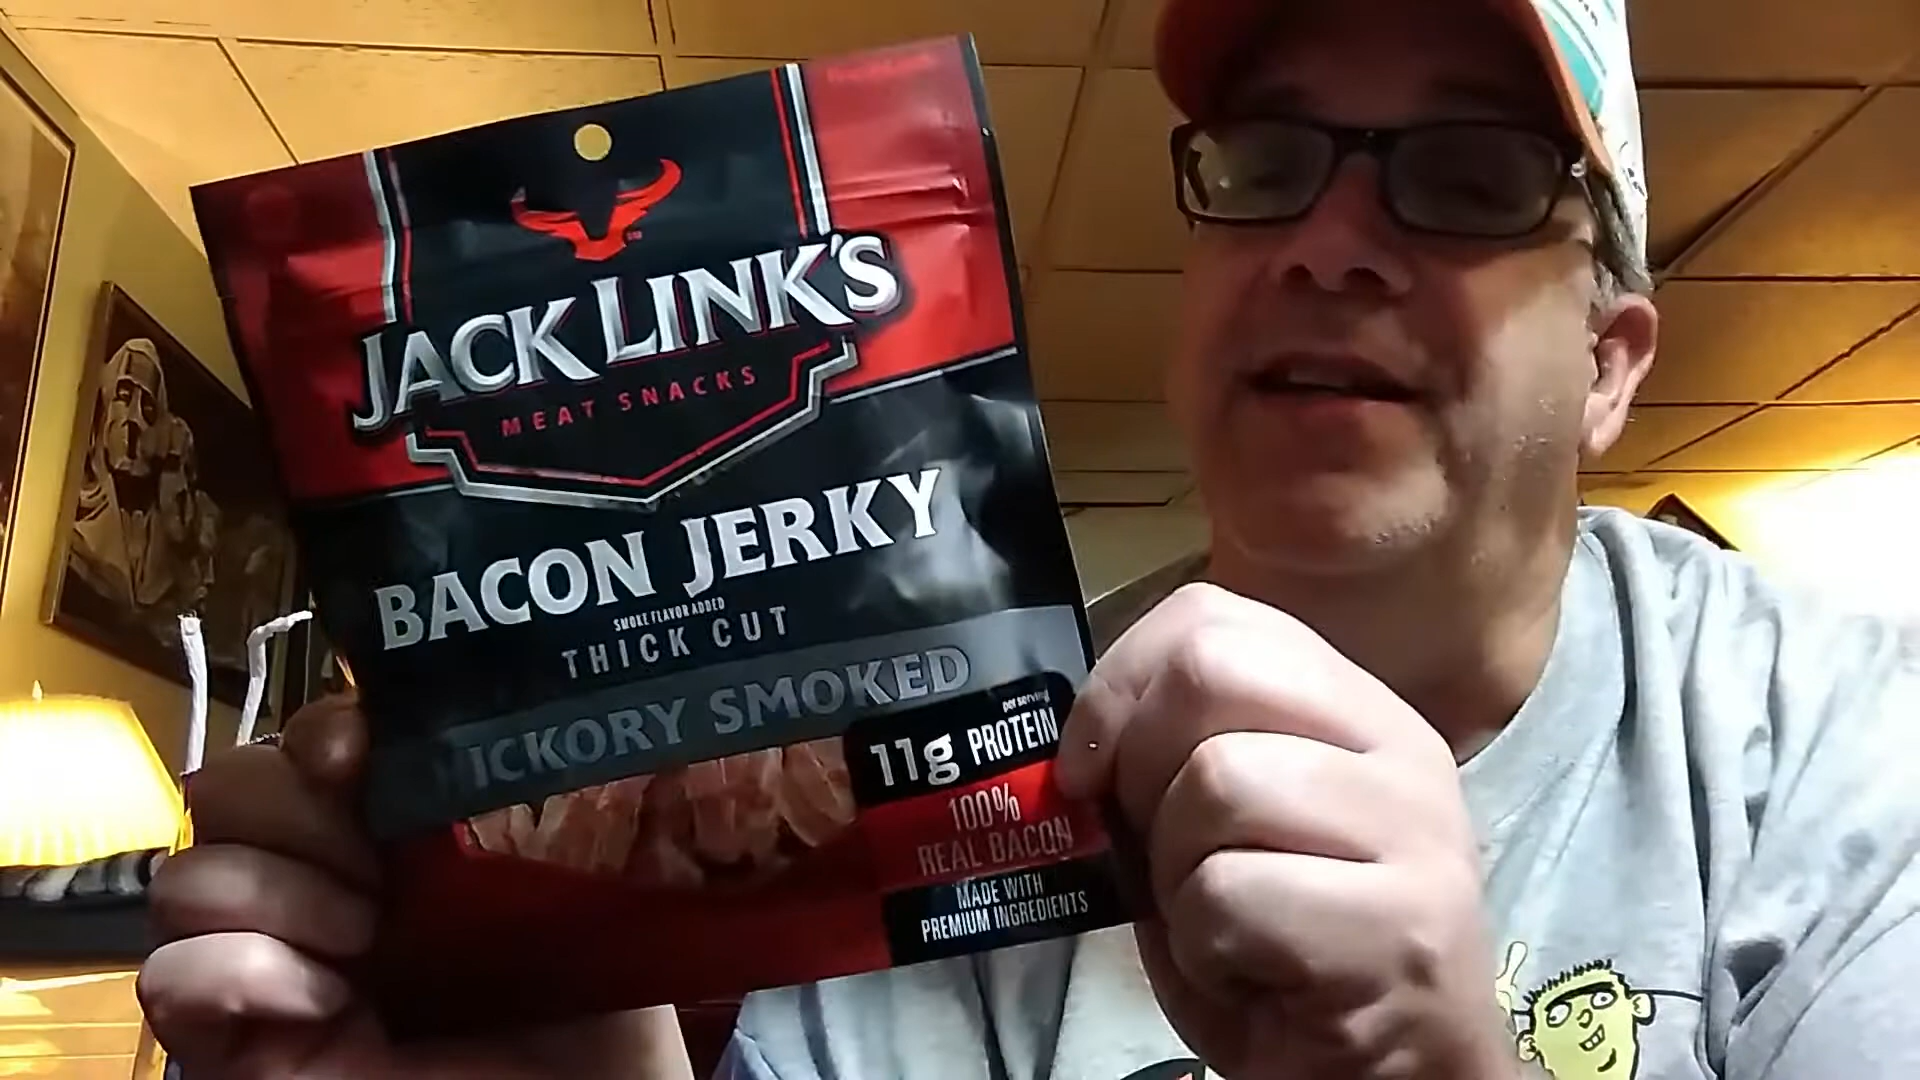 JACK LINK'S
MEAT SNACKS
BACON JERKY
SMOKE FLAVOR ADDED
THICK CUT
HICKORY SMOKED
per serving
11g PROTEIN
100%
REAL BACON
MADE WITH
PREMIUM INGREDIENTS